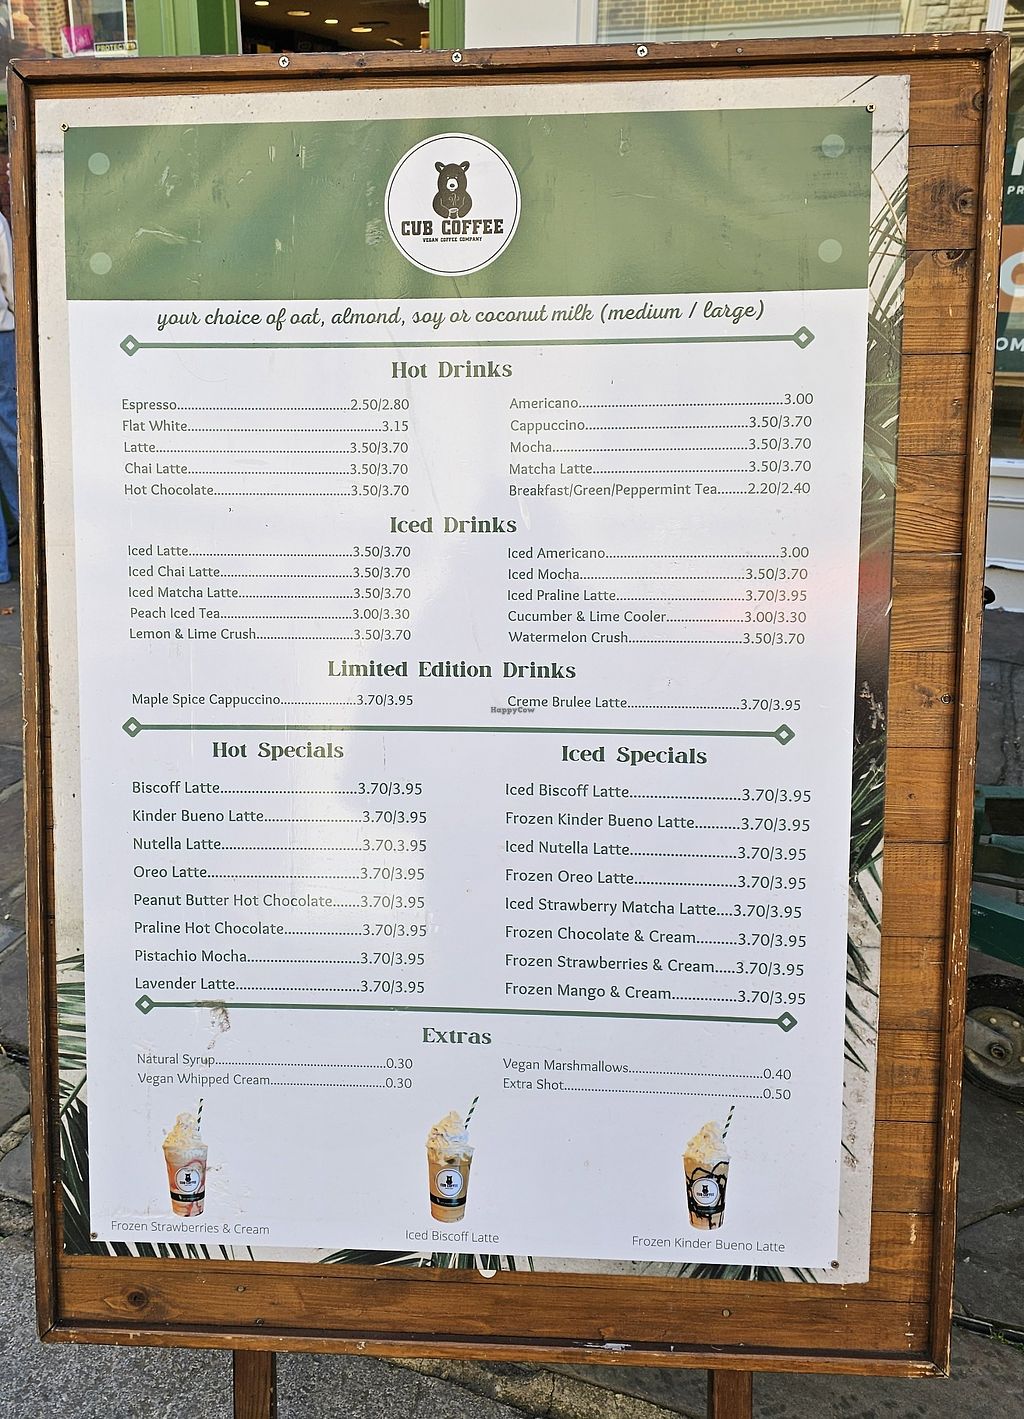 PROTECTED
CUB COFFEE
VEGAN COFFEE COMPANY
your choice of oat, almond, soy or coconut milk (medium / large)
Hot Drinks
Espresso 2.50/2.80
Flat White 3.15
Latte 3.50/3.70
Chai Latte 3.50/3.70
Hot Chocolate 3.50/3.70
Americano 3.00
Cappuccino 3.50/3.70
Mocha 3.50/3.70
Matcha Latte 3.50/3.70
Breakfast/Green/Peppermint Tea 2.20/2.40
Iced Drinks
Iced Latte 3.50/3.70
Iced Chai Latte 3.50/3.70
Iced Matcha Latte 3.50/3.70
Peach Iced Tea 3.00/3.30
Lemon & Lime Crush 3.50/3.70
Iced Americano 3.00
Iced Mocha 3.50/3.70
Iced Praline Latte 3.70/3.95
Cucumber & Lime Cooler 3.00/3.30
Watermelon Crush 3.50/3.70
Limited Edition Drinks
Maple Spice Cappuccino 3.70/3.95
Creme Brulee Latte 3.70/3.95
HappyCow
Hot Specials
Biscoff Latte 3.70/3.95
Kinder Bueno Latte 3.70/3.95
Nutella Latte 3.70.3.95
Oreo Latte 3.70/3.95
Peanut Butter Hot Chocolate 3.70/3.95
Praline Hot Chocolate 3.70/3.95
Pistachio Mocha 3.70/3.95
Lavender Latte 3.70/3.95
Iced Specials
Iced Biscoff Latte 3.70/3.95
Frozen Kinder Bueno Latte 3.70/3.95
Iced Nutella Latte 3.70/3.95
Frozen Oreo Latte 3.70/3.95
Iced Strawberry Matcha Latte 3.70/3.95
Frozen Chocolate & Cream 3.70/3.95
Frozen Strawberries & Cream 3.70/3.95
Frozen Mango & Cream 3.70/3.95
Extras
Natural Syrup 0.30
Vegan Whipped Cream 0.30
Vegan Marshmallows 0.40
Extra Shot 0.50
CUB COFFEE
CUB COFFEE
CUB COFFEE
Frozen Strawberries & Cream
Iced Biscoff Latte
Frozen Kinder Bueno Latte